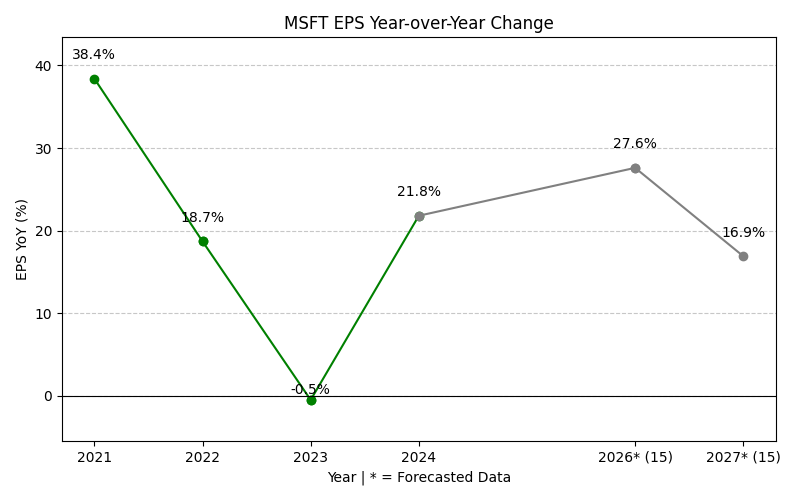 MSFT EPS Year-over-Year Change
38.4%
18.7%
-0.5%
21.8%
27.6%
16.9%
EPS YoY (%)
40
30
20
10
0
2021 2022 2023 2024 2026* (15) 2027* (15)
Year | * = Forecasted Data